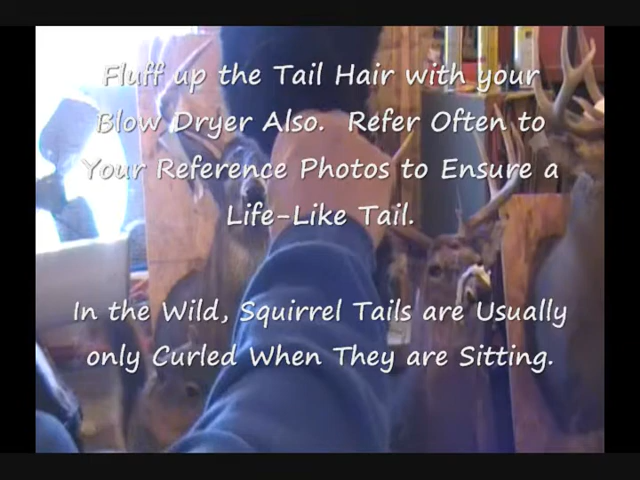 Fluff up the Tail Hair with your
Blow Dryer Also.  Refer Often to
Your Reference Photos to Ensure a
Life-Like Tail.
In the Wild, Squirrel Tails are Usually
only Curled When They are Sitting.